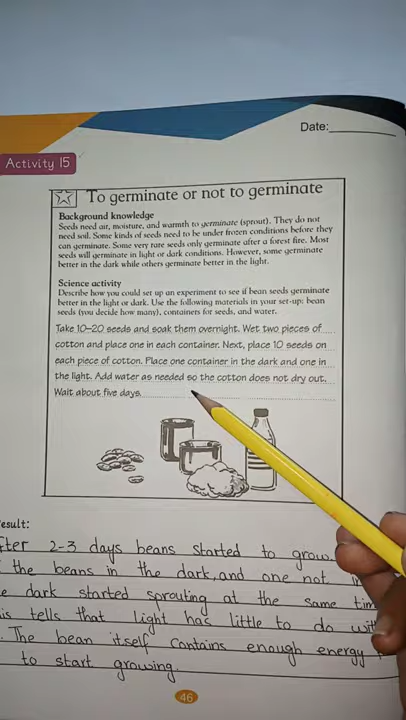 Date:
Activity 15
To germinate or not to germinate
Background knowledge
Seeds need air, moisture, and warmth to germinate (sprout). They do not
need soil. Some kinds of seeds need to be under frozen conditions before they
can germinate. Some very rare seeds only germinate after a forest fire. Most
seeds will germinate in light or dark conditions. However, some germinate
better in the dark while others germinate better in the light.
Science activity
Describe how you could set up an experiment to see if bean seeds germinate
better in the light or dark. Use the following materials in your set-up: bean
seeds (you decide how many), containers for seeds, and water.
Take 10-20 seeds and soak them overnight. Wet two pieces of
cotton and place one in each container. Next, place 10 seeds on
each piece of cotton. Place one container in the dark and one in
the light. Add water as needed so the cotton does not dry out.
Wait about five days.
esult:
fter 2-3 days beans started to grow
the beans in the dark, and one not in
dark started sprouting at the same tim
is tells that light has little to do wit
The bean itself contains enough energy
to start growing.
46